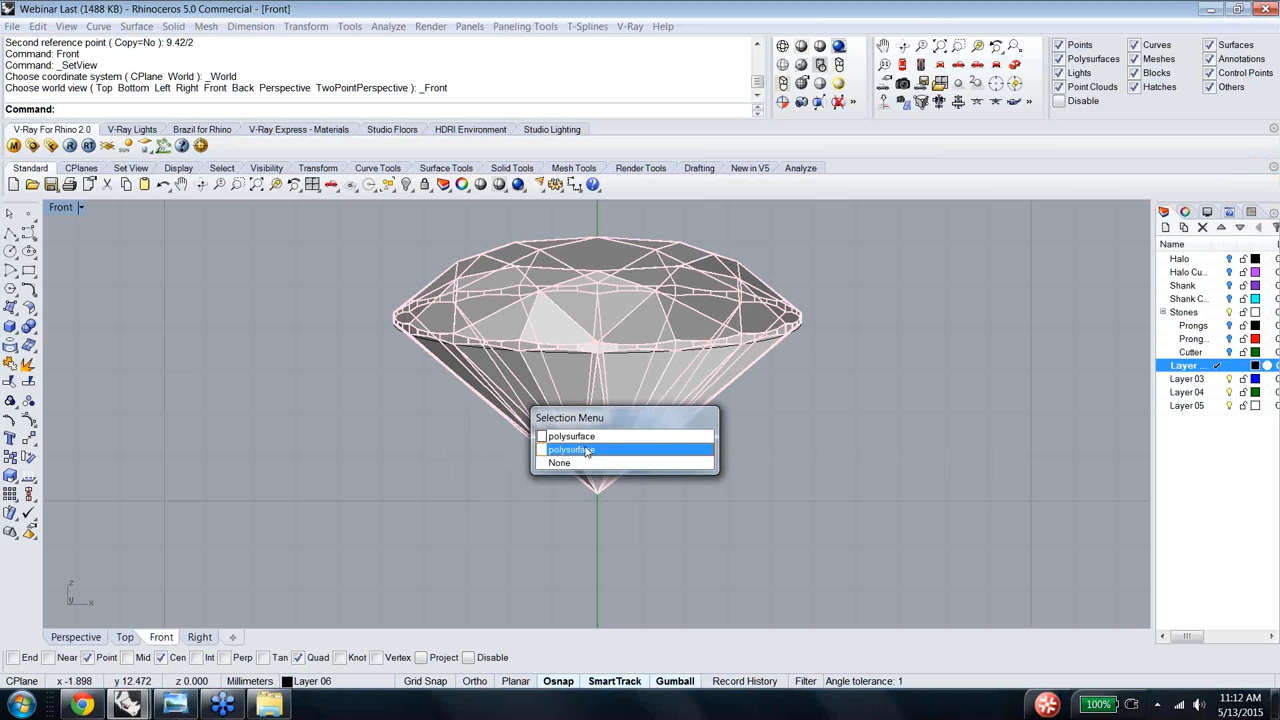 Webinar Last (1488 KB) - Rhinoceros 5.0 Commercial - [Front]
File Edit View Curve Surface Solid Mesh Dimension Transform Tools Analyze Render Panels Paneling Tools T-Splines V-Ray Help
Second reference point ( Copy=No ): 9.42/2
Command: Front
Command: _SetView
Choose coordinate system ( CPlane World ): _World
Choose world view ( Top Bottom Left Right Front Back Perspective TwoPointPerspective ): _Front
Command:
Points Curves Surfaces
Polysurfaces Meshes Annotations
Lights Blocks Control Points
Point Clouds Hatches Others
Disable
V-Ray For Rhino 2.0 V-Ray Lights Brazil for Rhino V-Ray Express - Materials Studio Floors HDRI Environment Studio Lighting
Standard CPlanes Set View Display Select Visibility Transform Curve Tools Surface Tools Solid Tools Mesh Tools Render Tools Drafting New in V5 Analyze
Front
Name
Halo
Halo Cu...
Shank
Shank C...
Stones
Prongs
Prong...
Cutter
Layer ...
Layer 03
Layer 04
Layer 05
Selection Menu
polysurface
polysurface
None
z
y x
Perspective Top Front Right
End Near Point Mid Cen Int Perp Tan Quad Knot Vertex Project Disable
CPlane x -1.898 y 12.472 z 0.000 Millimeters Layer 06 Grid Snap Ortho Planar Osnap SmartTrack Gumball Record History Filter Angle tolerance: 1
100%
11:12 AM
5/13/2015